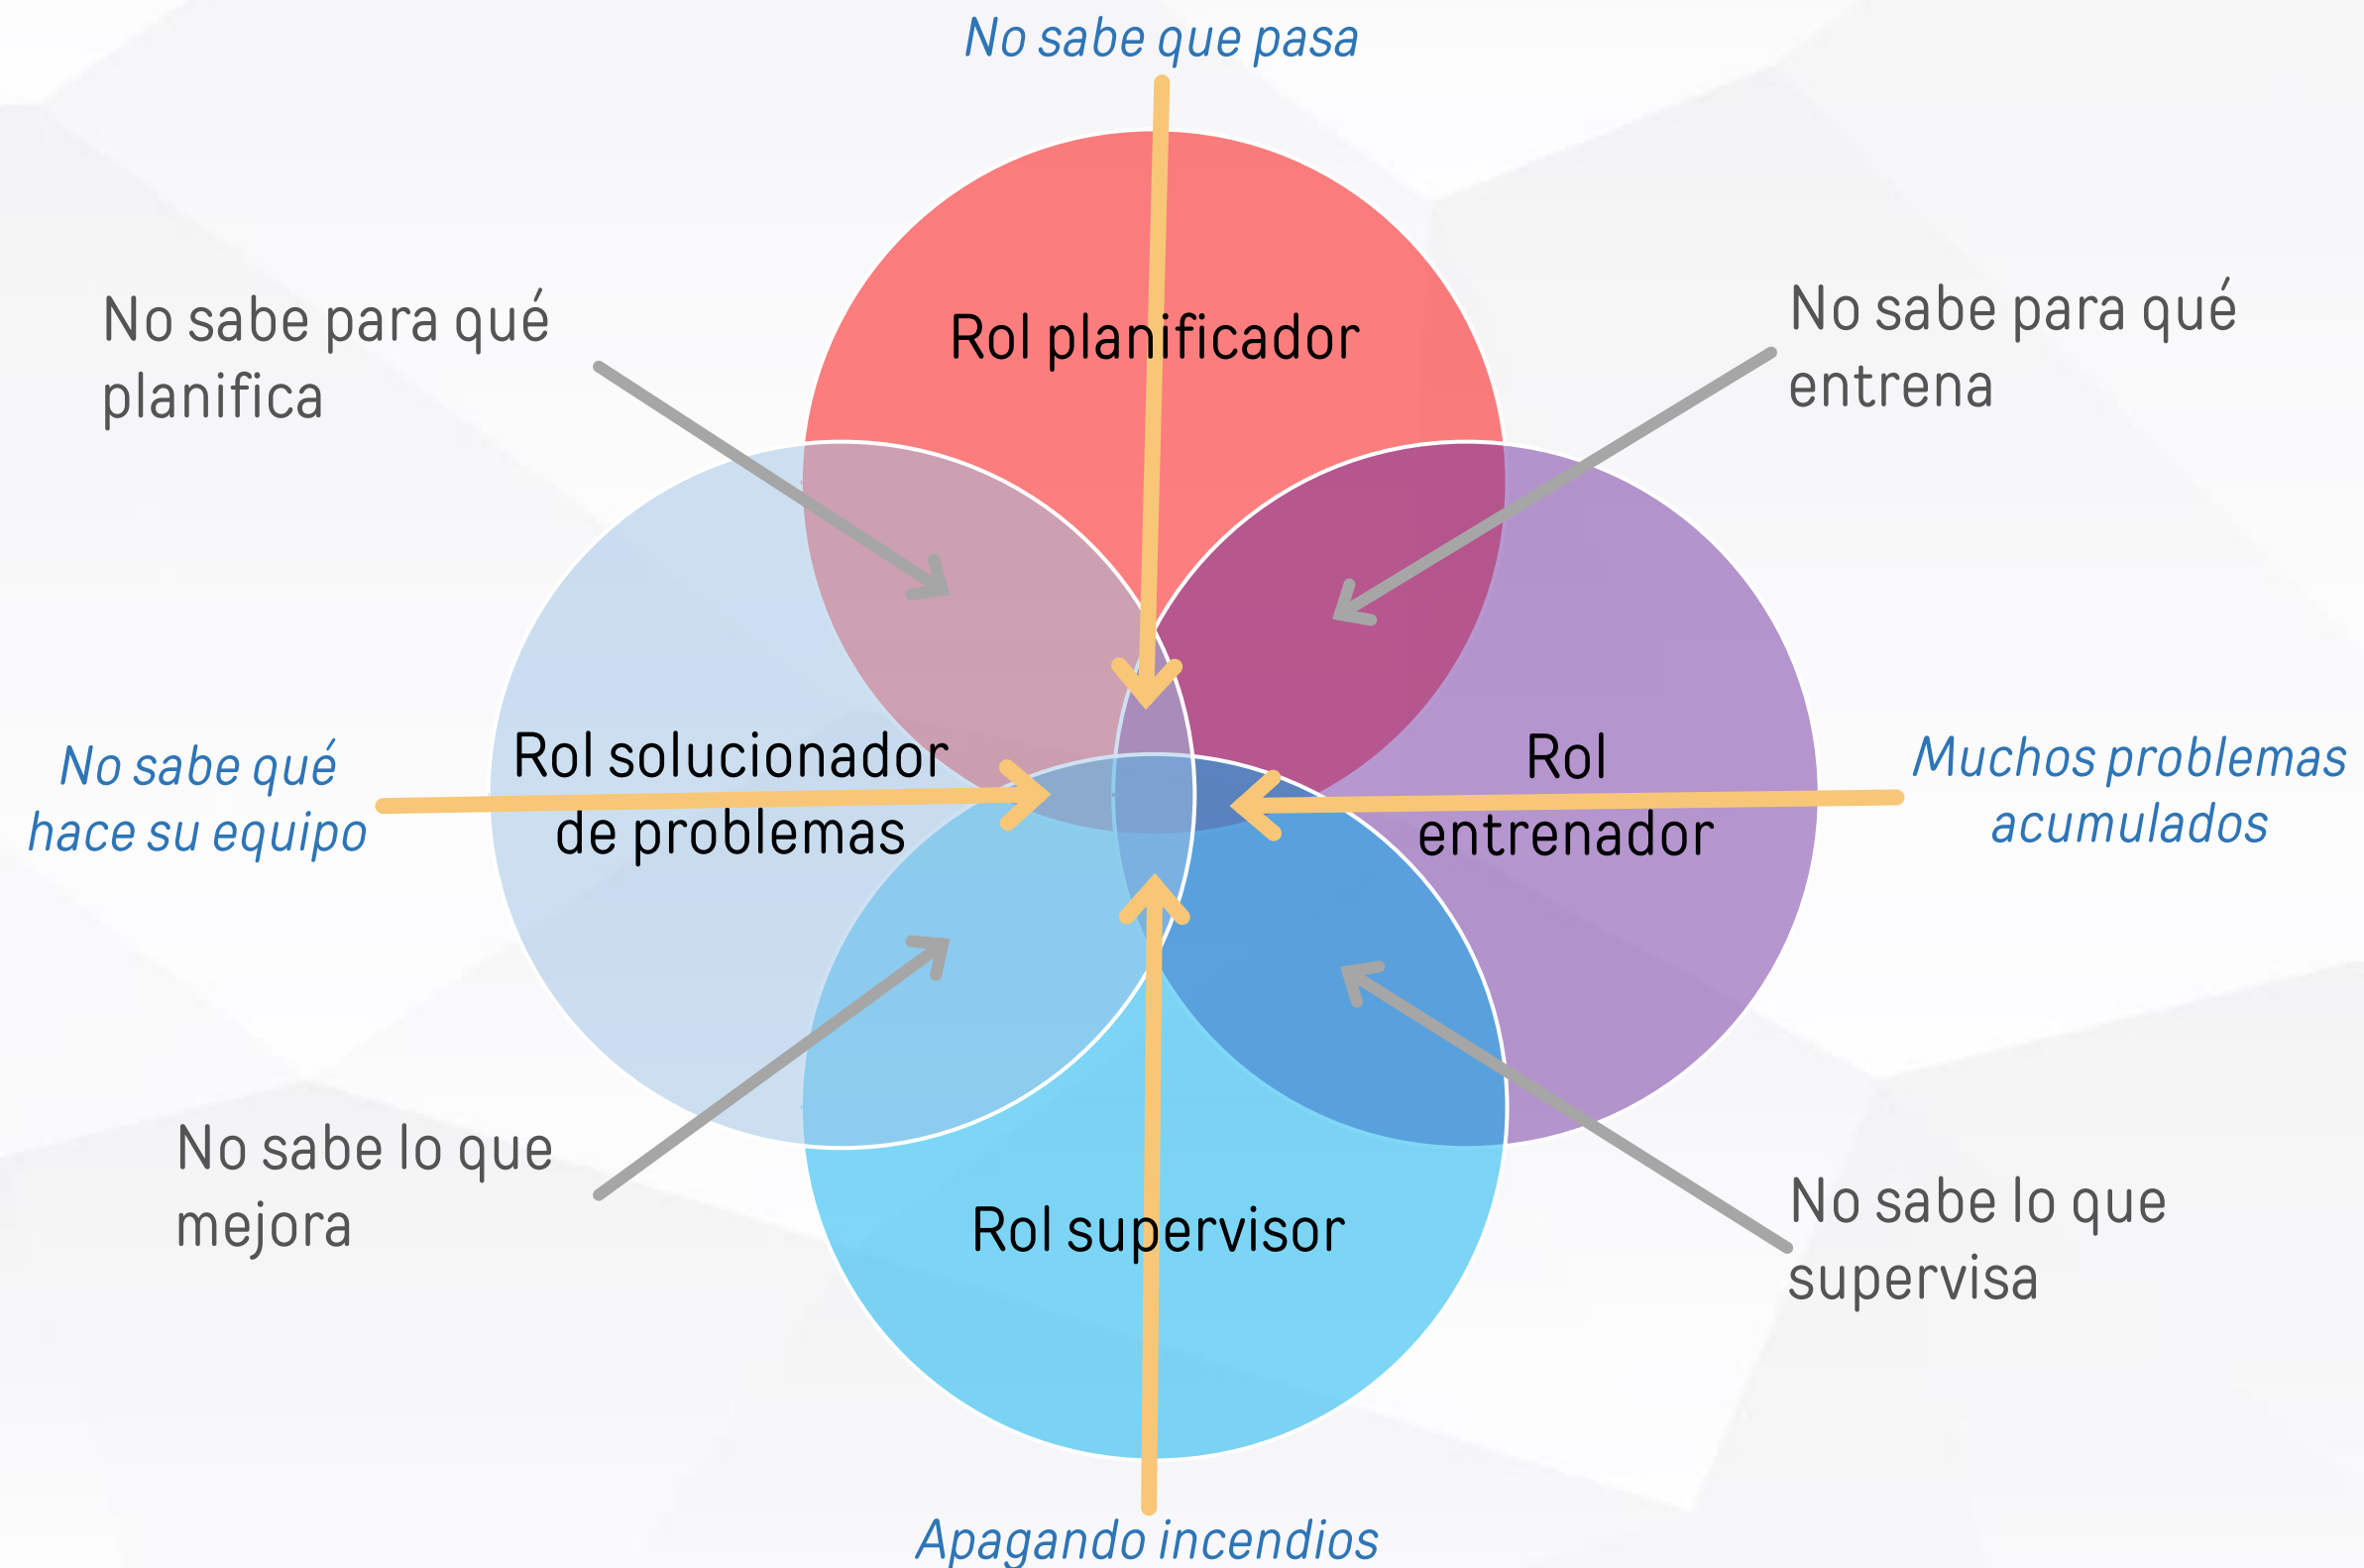 No sabe que pasa
No sabe para qué
planifica
No sabe para qué
entrena
Rol planificador
No sabe qué
hace su equipo
Rol solucionador
de problemas
Rol
entrenador
Muchos problemas
acumulados
No sabe lo que
mejora
Rol supervisor
No sabe lo que
supervisa
Apagando incendios